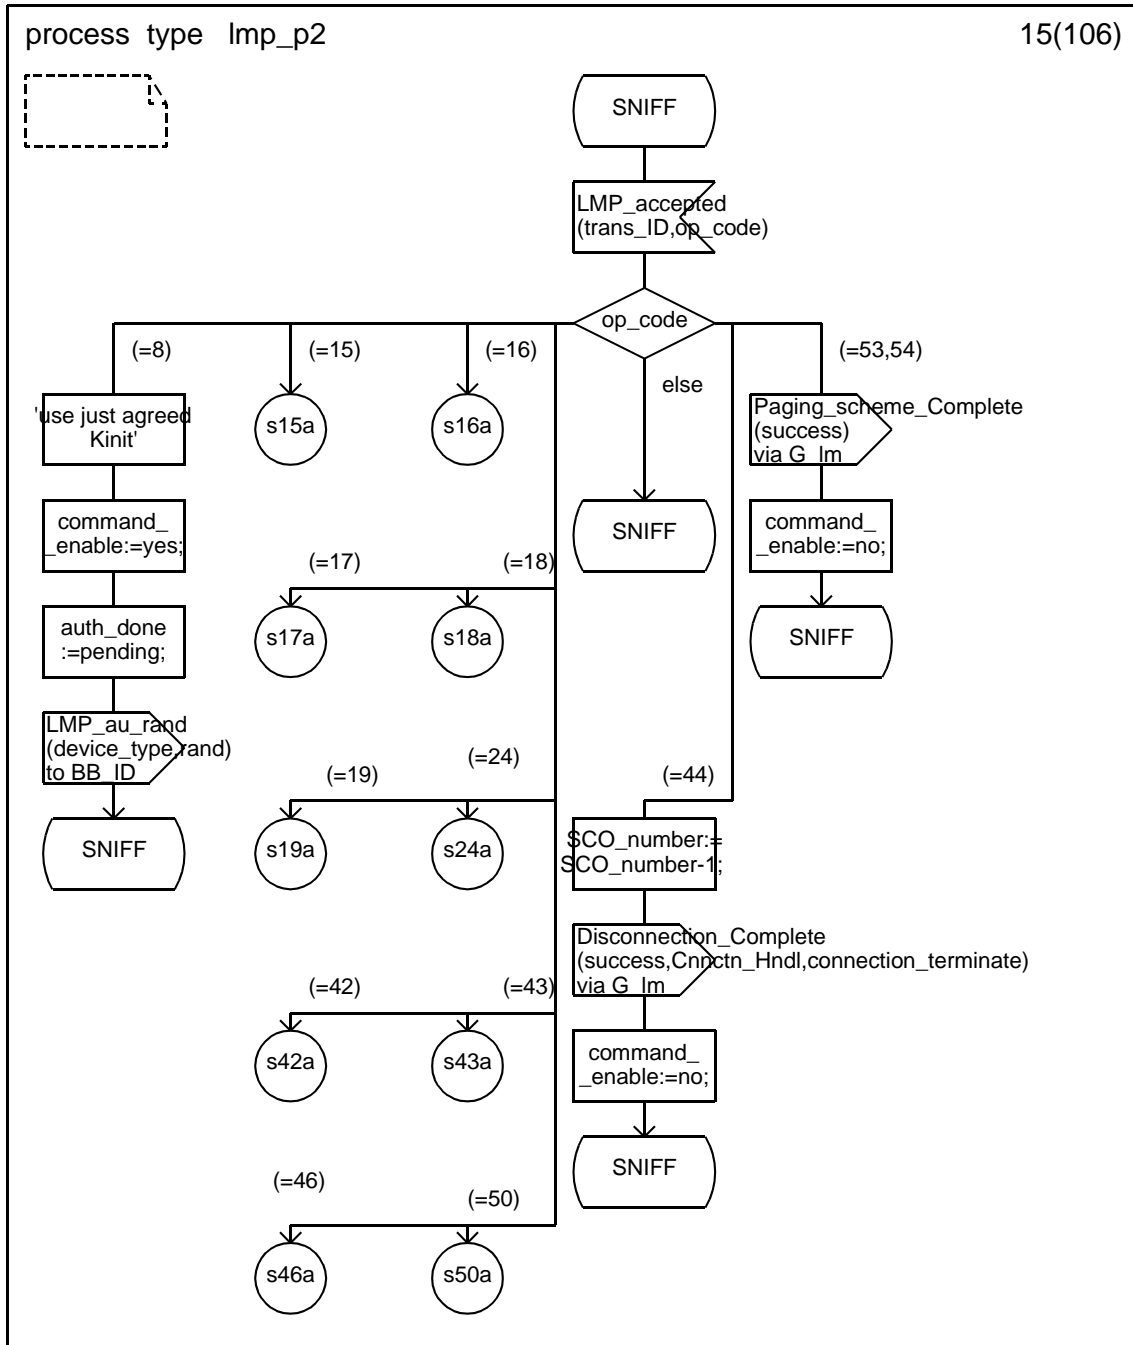 process type lmp_p2
15(106)
SNIFF
LMP_accepted
(trans_ID,op_code)
op_code
(=8)
(=15)
(=16)
else
(=53,54)
'use just agreed
Kinit'
s15a
s16a
Paging_scheme_Complete
(success)
via G_lm
command_
_enable:=yes;
SNIFF
command_
_enable:=no;
(=17)
(=18)
auth_done
:=pending;
s17a
s18a
SNIFF
LMP_au_rand
(device_type,rand)
to BB_ID
(=19)
(=24)
(=44)
SNIFF
s19a
s24a
SCO_number:=
SCO_number-1;
Disconnection_Complete
(success,Cnnctn_Hndl,connection_terminate)
via G_lm
(=42)
(=43)
s42a
s43a
command_
_enable:=no;
SNIFF
(=46)
(=50)
s46a
s50a